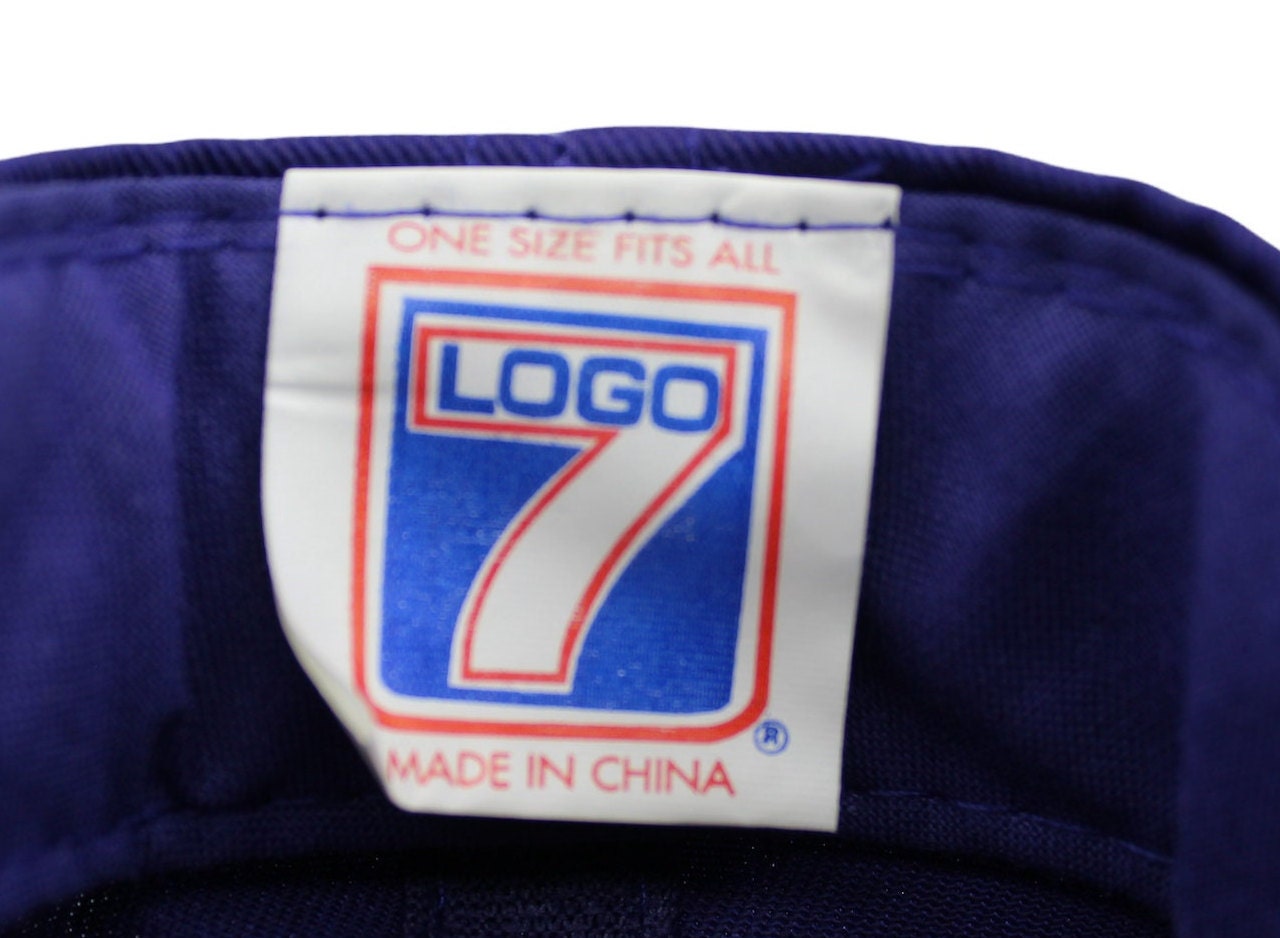 ONE SIZE FITS ALL
LOGO
7
®
MADE IN CHINA